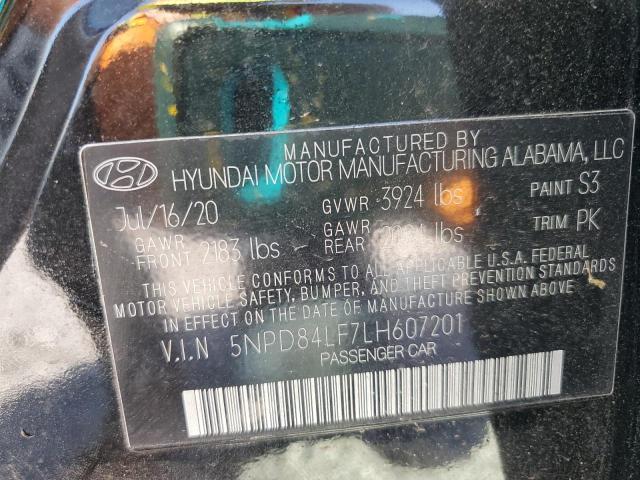 MANUFACTURED BY
HYUNDAI MOTOR MANUFACTURING ALABAMA, LLC
Jul/16/20 GVWR 3924 lbs PAINT S3
GAWR FRONT 2183 lbs GAWR REAR lbs TRIM PK
THIS VEHICLE CONFORMS TO ALL APPLICABLE U.S.A. FEDERAL
MOTOR VEHICLE SAFETY, BUMPER, AND THEFT PREVENTION STANDARDS
IN EFFECT ON THE DATE OF MANUFACTURE SHOWN ABOVE
V.I.N 5NPD84LF7LH607201
PASSENGER CAR